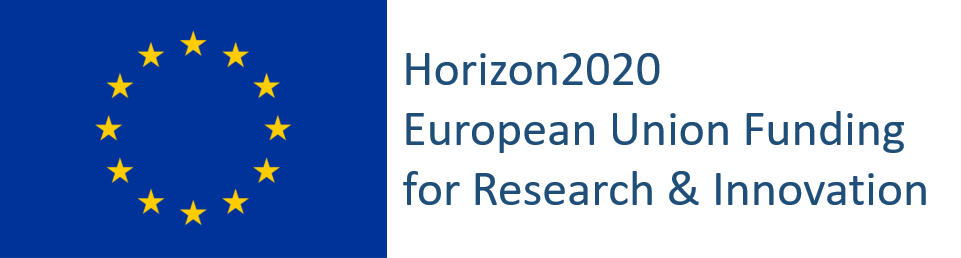 Horizon2020
European Union Funding
for Research & Innovation